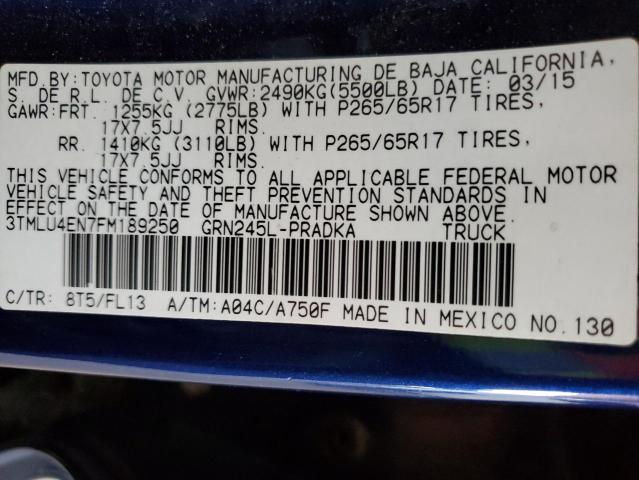 MFD.BY:TOYOTA MOTOR MANUFACTURING DE BAJA CALIFORNIA,
S. DE R.L. DE C.V. GVWR:2490KG(5500LB) DATE: 03/15
GAWR:FRT. 1255KG (2775LB) WITH P265/65R17 TIRES,
17X7.5JJ RIMS.
RR. 1410KG (3110LB) WITH P265/65R17 TIRES,
17X7.5JJ RIMS.
THIS VEHICLE CONFORMS TO ALL APPLICABLE FEDERAL MOTOR
VEHICLE SAFETY AND THEFT PREVENTION STANDARDS IN
EFFECT ON THE DATE OF MANUFACTURE SHOWN ABOVE.
3TMLU4EN7FM189250 GRN245L-PRADKA TRUCK
C/TR: 8T5/FL13 A/TM:A04C/A750F MADE IN MEXICO NO.130